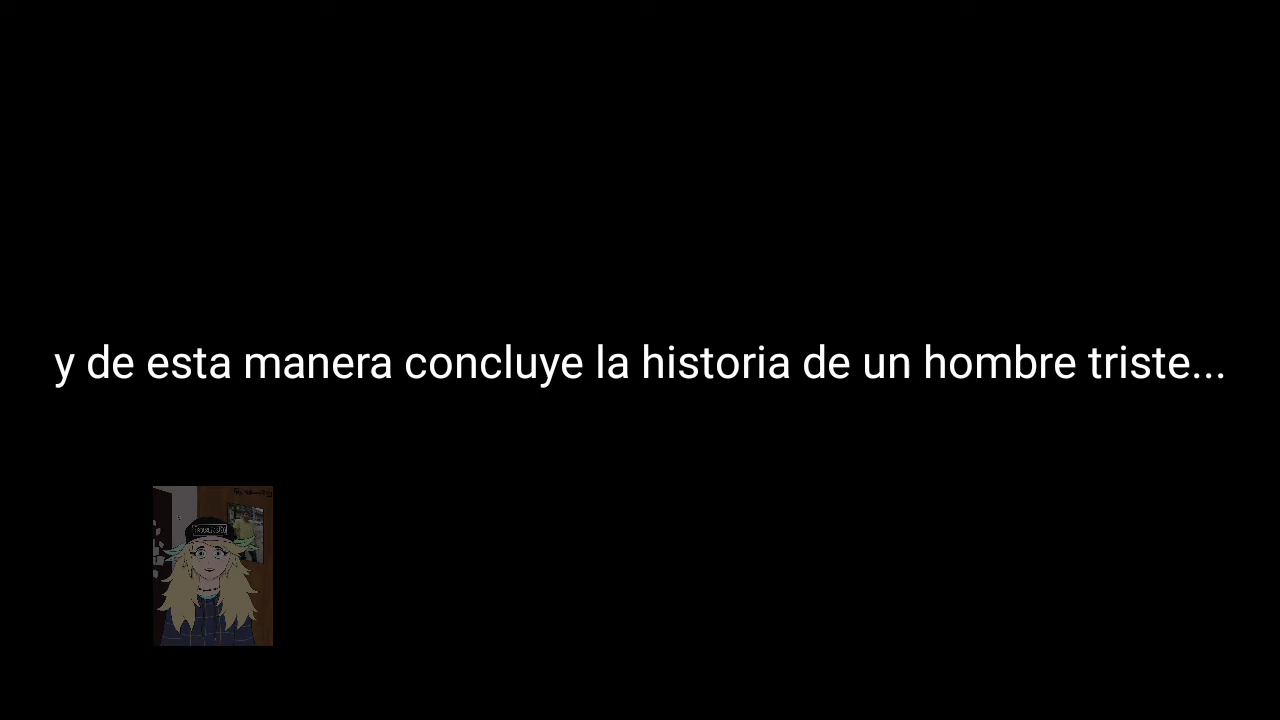 y de esta manera concluye la historia de un hombre triste...